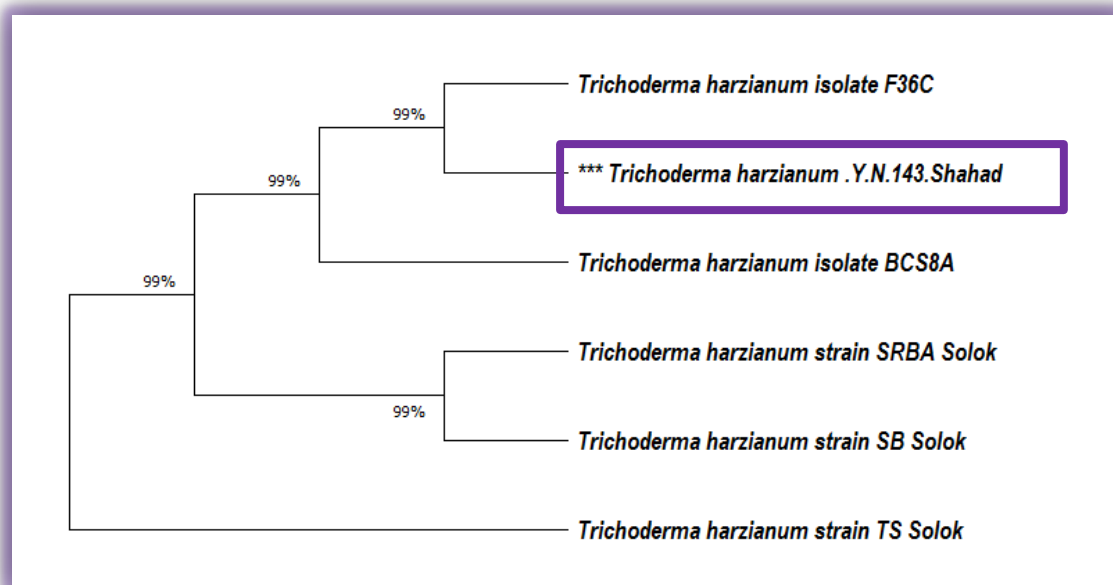 Trichoderma harzianum isolate F36C
99%
*** Trichoderma harzianum .Y.N.143.Shahad
99%
Trichoderma harzianum isolate BCS8A
99%
Trichoderma harzianum strain SRBA Solok
99%
Trichoderma harzianum strain SB Solok
Trichoderma harzianum strain TS Solok